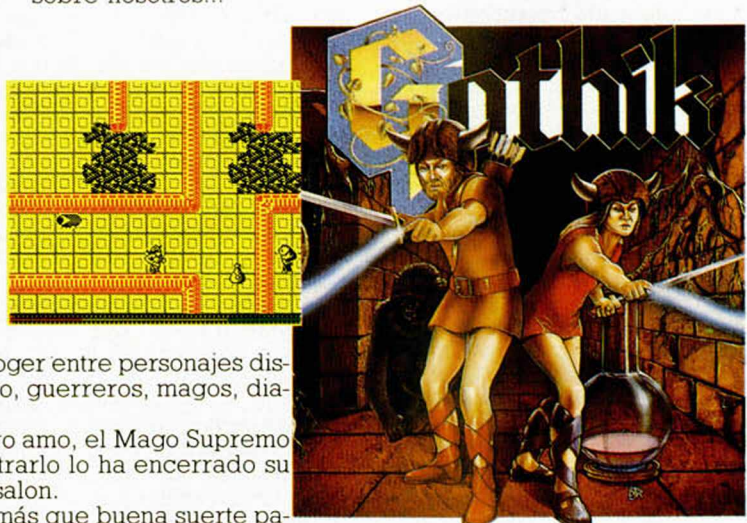 sobre nosotros...
Gothik
oger entre personajes dis-
o, guerreros, magos, dia-
ro amo, el Mago Supremo
trarlo lo ha encerrado su
salon.
más que buena suerte pa-